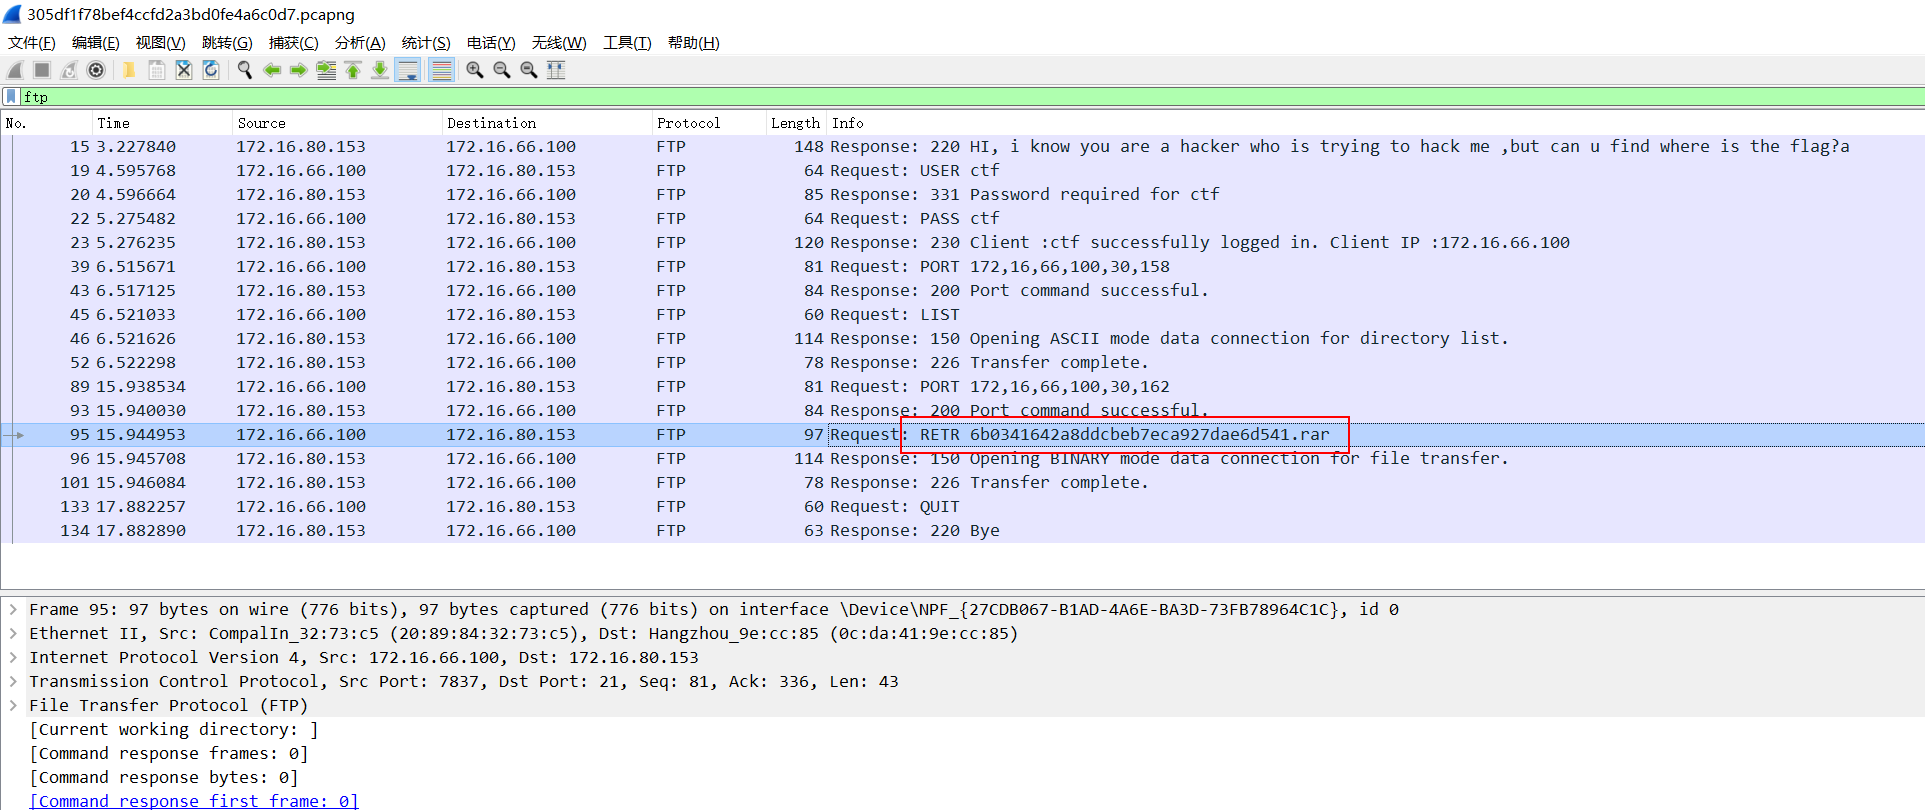 305df1f78bef4ccfd2a3bd0fe4a6c0d7.pcapng
文件(F) 编辑(E) 视图(V) 跳转(G) 捕获(C) 分析(A) 统计(S) 电话(Y) 无线(W) 工具(T) 帮助(H)
ftp
No. Time Source Destination Protocol Length Info
15 3.227840 172.16.80.153 172.16.66.100 FTP 148 Response: 220 HI, i know you are a hacker who is trying to hack me ,but can u find where is the flag?a
19 4.595768 172.16.66.100 172.16.80.153 FTP 64 Request: USER ctf
20 4.596664 172.16.80.153 172.16.66.100 FTP 85 Response: 331 Password required for ctf
22 5.275482 172.16.66.100 172.16.80.153 FTP 64 Request: PASS ctf
23 5.276235 172.16.80.153 172.16.66.100 FTP 120 Response: 230 Client :ctf successfully logged in. Client IP :172.16.66.100
39 6.515671 172.16.66.100 172.16.80.153 FTP 81 Request: PORT 172,16,66,100,30,158
43 6.517125 172.16.80.153 172.16.66.100 FTP 84 Response: 200 Port command successful.
45 6.521033 172.16.66.100 172.16.80.153 FTP 60 Request: LIST
46 6.521626 172.16.80.153 172.16.66.100 FTP 114 Response: 150 Opening ASCII mode data connection for directory list.
52 6.522298 172.16.80.153 172.16.66.100 FTP 78 Response: 226 Transfer complete.
89 15.938534 172.16.66.100 172.16.80.153 FTP 81 Request: PORT 172,16,66,100,30,162
93 15.940030 172.16.80.153 172.16.66.100 FTP 84 Response: 200 Port command successful.
95 15.944953 172.16.66.100 172.16.80.153 FTP 97 Request: RETR 6b0341642a8ddcbeb7eca927dae6d541.rar
96 15.945708 172.16.80.153 172.16.66.100 FTP 114 Response: 150 Opening BINARY mode data connection for file transfer.
101 15.946084 172.16.80.153 172.16.66.100 FTP 78 Response: 226 Transfer complete.
133 17.882257 172.16.66.100 172.16.80.153 FTP 60 Request: QUIT
134 17.882890 172.16.80.153 172.16.66.100 FTP 63 Response: 220 Bye
Frame 95: 97 bytes on wire (776 bits), 97 bytes captured (776 bits) on interface \Device\NPF_{27CDB067-B1AD-4A6E-BA3D-73FB78964C1C}, id 0
Ethernet II, Src: CompalIn_32:73:c5 (20:89:84:32:73:c5), Dst: Hangzhou_9e:cc:85 (0c:da:41:9e:cc:85)
Internet Protocol Version 4, Src: 172.16.66.100, Dst: 172.16.80.153
Transmission Control Protocol, Src Port: 7837, Dst Port: 21, Seq: 81, Ack: 336, Len: 43
File Transfer Protocol (FTP)
[Current working directory: ]
[Command response frames: 0]
[Command response bytes: 0]
[Command response first frame: 0]